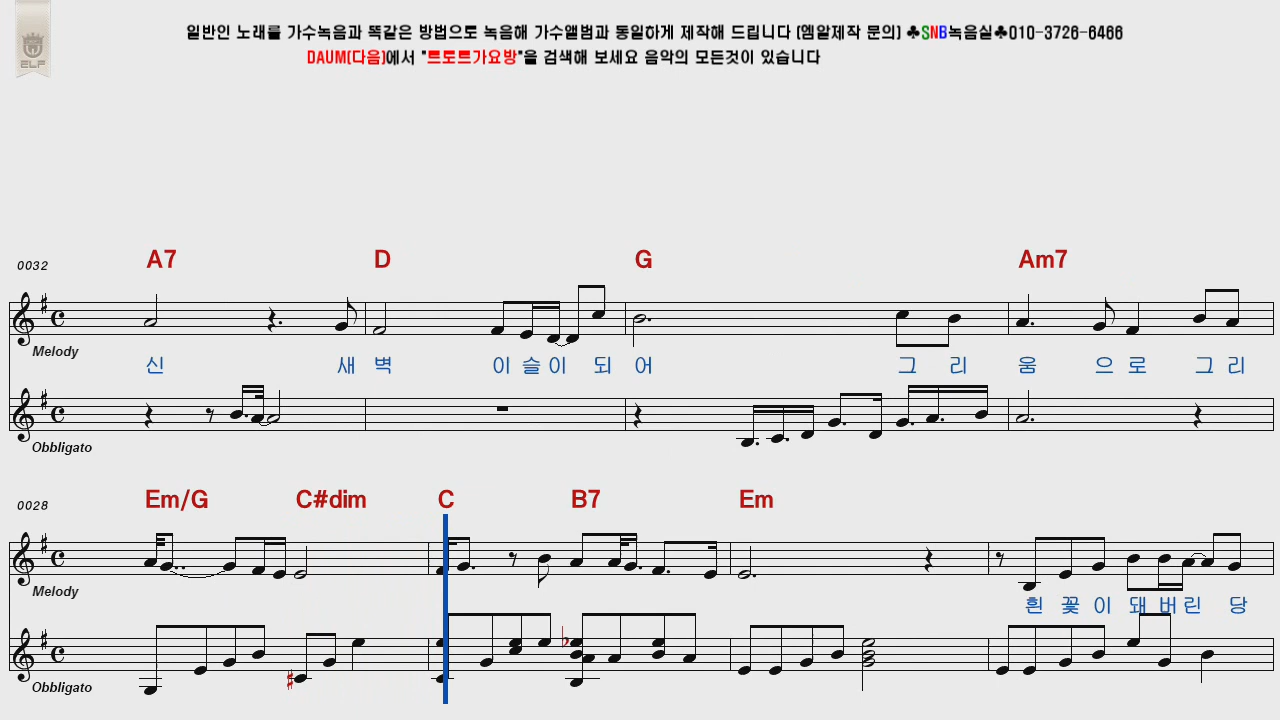 일반인 노래를 가수녹음과 똑같은 방법으로 녹음해 가수앨범과 동일하게 제작해 드립니다 (엠알제작 문의) ♣SNB녹음실♣010-3726-6466
DAUM(다음)에서 "트로트가요방"을 검색해 보세요 음악의 모든것이 있습니다
ELF
0032 A7 D G Am7
Melody
신 새 벽 이 슬 이 되 어 그 리 움 으 로 그 리
Obbligato
0028 Em/G C#dim C B7 Em
Melody
흰 꽃 이 돼 버 린 당
Obbligato